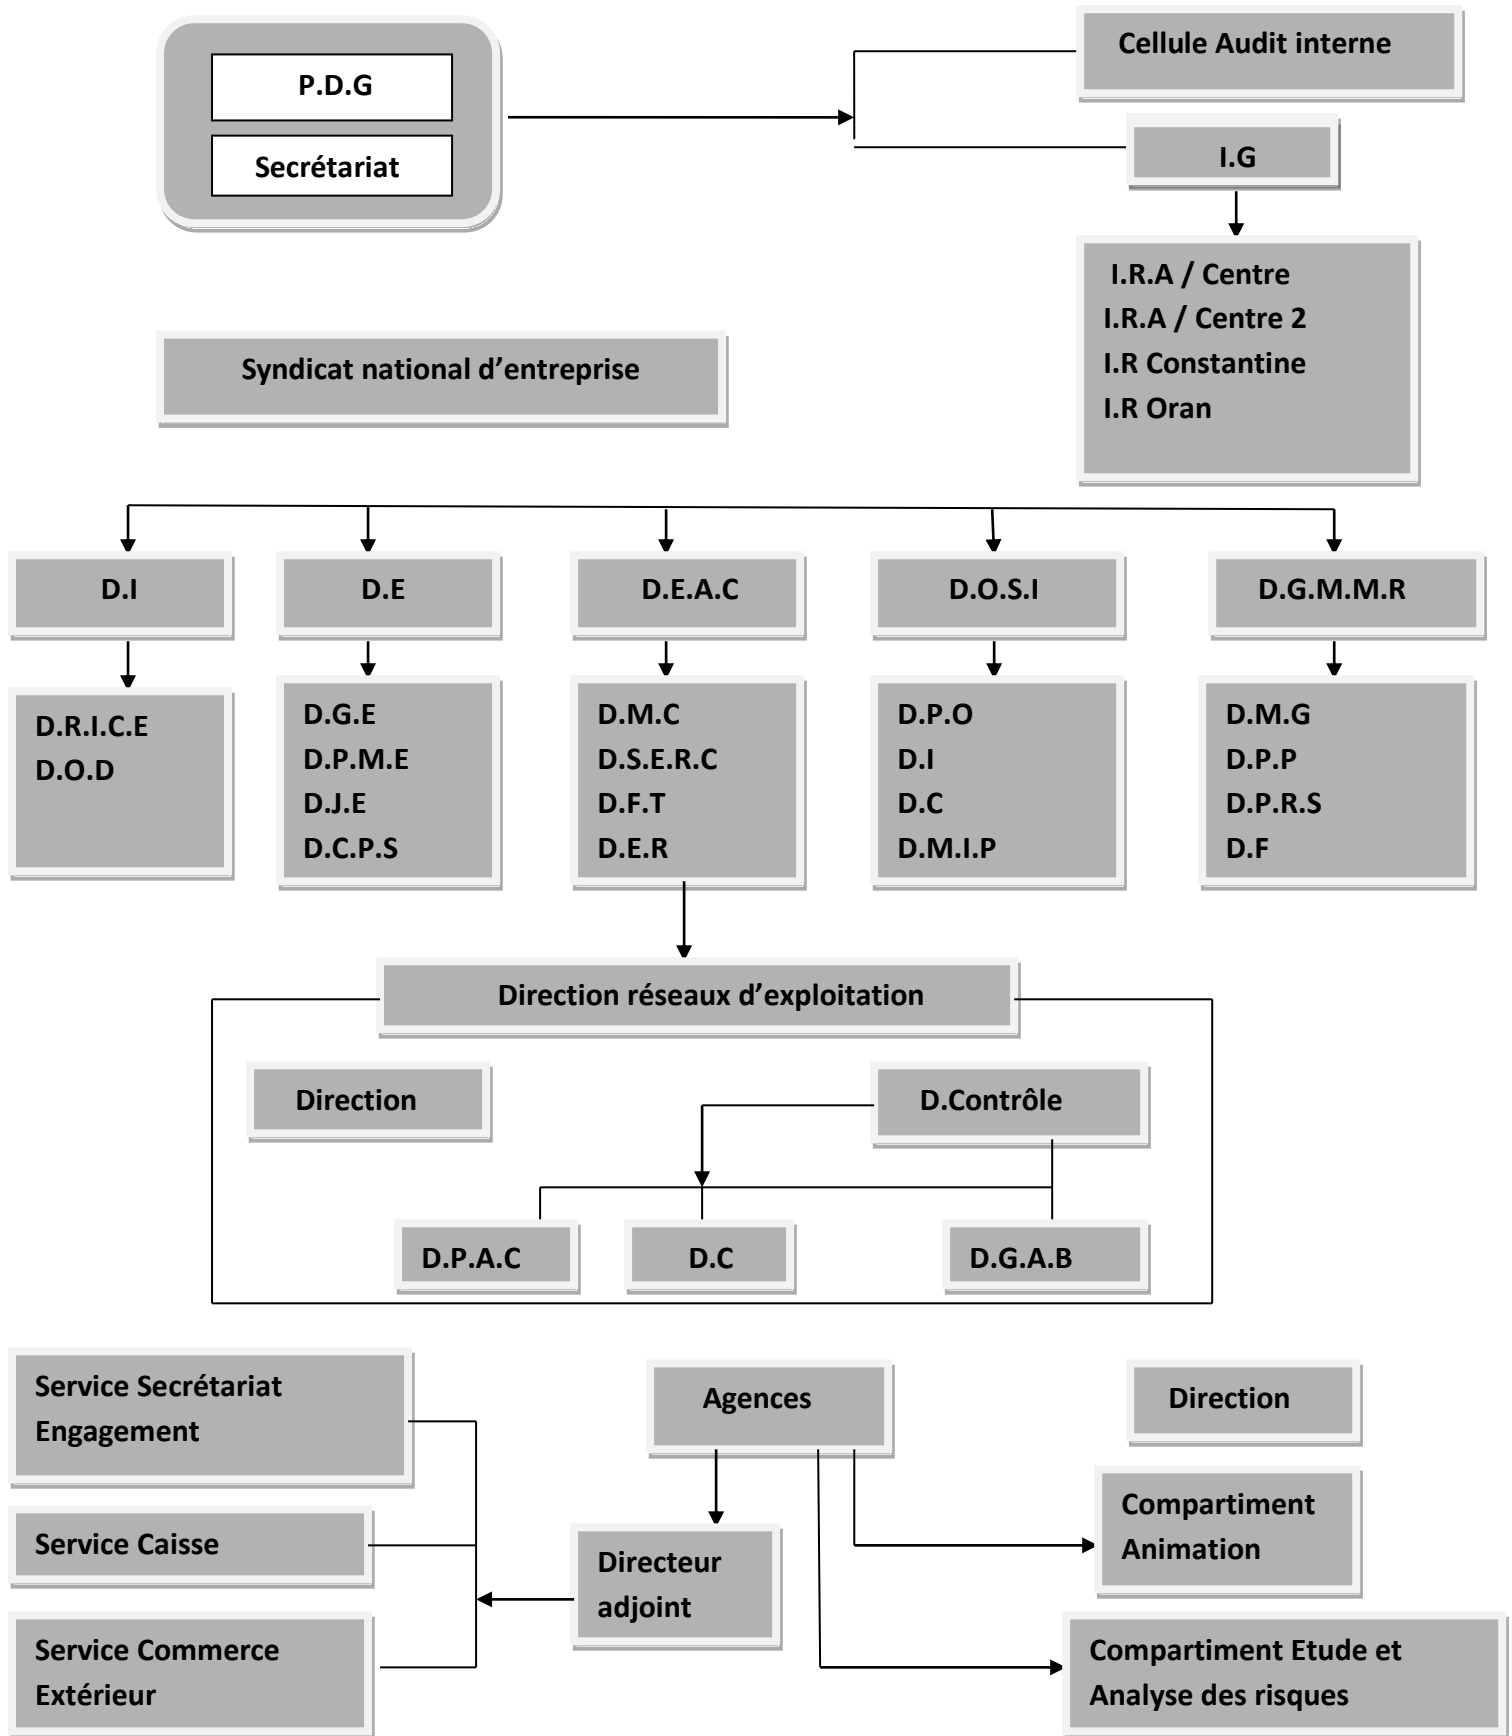 P.D.G
Secrétariat
Cellule Audit interne
I.G
I.R.A / Centre
I.R.A / Centre 2
I.R Constantine
I.R Oran
Syndicat national d’entreprise
D.I
D.E
D.E.A.C
D.O.S.I
D.G.M.M.R
D.R.I.C.E
D.O.D
D.G.E
D.P.M.E
D.J.E
D.C.P.S
D.M.C
D.S.E.R.C
D.F.T
D.E.R
D.P.O
D.I
D.C
D.M.I.P
D.M.G
D.P.P
D.P.R.S
D.F
Direction réseaux d’exploitation
Direction
D.Contrôle
D.P.A.C
D.C
D.G.A.B
Service Secrétariat
Engagement
Agences
Direction
Service Caisse
Directeur
adjoint
Compartiment
Animation
Service Commerce
Extérieur
Compartiment Etude et
Analyse des risques